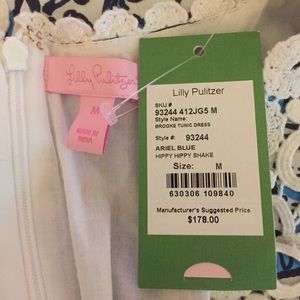 Lilly Pulitzer
M
MADE IN
INDIA
Lilly Pulitzer
SKU #
93244 412JG5 M
Style Name:
BROOKE TUNIC DRESS
Style #: 93244
ARIEL BLUE
HIPPY HIPPY SHAKE
Size: M
630306 109840
Manufacturer's Suggested Price
$178.00